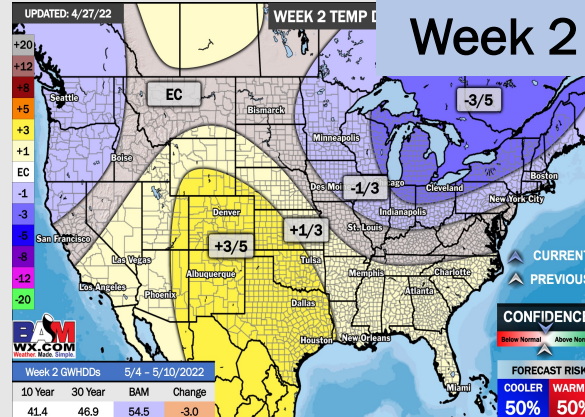 UPDATED: 4/27/22
WEEK 2 TEMP D
Week 2
+20
+12
+8
+5
+3
+1
EC
-1
-3
-5
-8
-12
-20
Seattle
EC
Bismarck
-3/5
Minneapolis
Boise
Boston
Des Moi
-1/3
cago
Cleveland
New York City
Indianapolis
Denver
St. Louis
San Francisco
+3/5
+1/3
Las Vegas
Tulsa
CURRENT
Albuquerque
Memphis
Charlotte
PREVIOUS
Los Angeles
Phoenix
Atlanta
Dallas
Houston
New Orleans
Miami
CONFIDENCE
Below Normal
Above Nor
BAM
WX.COM
Weather. Made. Simple.
Week 2 GWHDDs 5/4 – 5/10/2022
10 Year 30 Year BAM Change
41.4 46.9 54.5 -3.0
FORECAST RISK
COOLER WARM
50% 50%